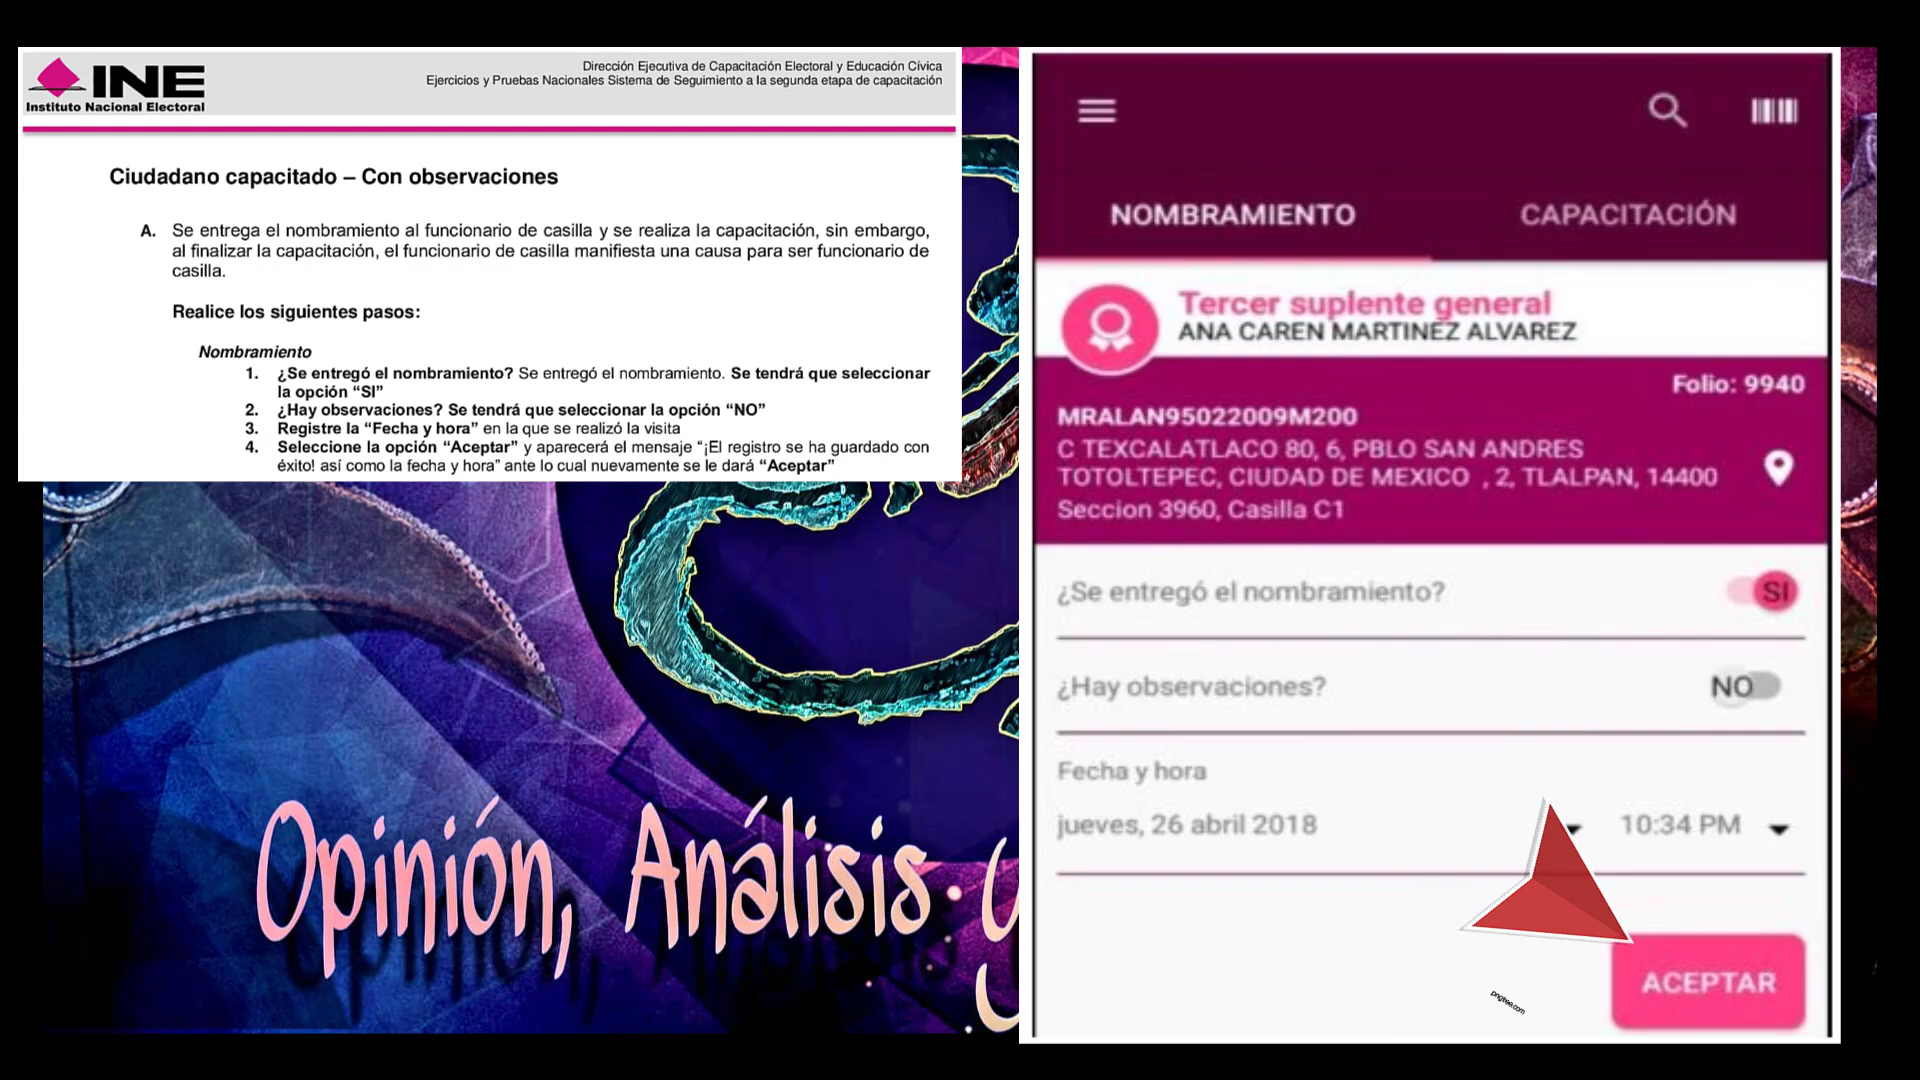 INE
Instituto Nacional Electoral
Dirección Ejecutiva de Capacitación Electoral y Educación Cívica
Ejercicios y Pruebas Nacionales Sistema de Seguimiento a la segunda etapa de capacitación
Ciudadano capacitado – Con observaciones
A. Se entrega el nombramiento al funcionario de casilla y se realiza la capacitación, sin embargo,
al finalizar la capacitación, el funcionario de casilla manifiesta una causa para ser funcionario de
casilla.
Realice los siguientes pasos:
Nombramiento
1. ¿Se entregó el nombramiento? Se entregó el nombramiento. Se tendrá que seleccionar
la opción “SI”
2. ¿Hay observaciones? Se tendrá que seleccionar la opción “NO”
3. Registre la “Fecha y hora” en la que se realizó la visita
4. Seleccione la opción “Aceptar” y aparecerá el mensaje “¡El registro se ha guardado con
éxito! así como la fecha y hora” ante lo cual nuevamente se le dará “Aceptar”
Opinión, Análisis y
NOMBRAMIENTO
CAPACITACIÓN
Tercer suplente general
ANA CAREN MARTINEZ ALVAREZ
Folio: 9940
MRALAN95022009M200
C TEXCALATLACO 80, 6, PBLO SAN ANDRES
TOTOLTEPEC, CIUDAD DE MEXICO , 2, TLALPAN, 14400
Seccion 3960, Casilla C1
¿Se entregó el nombramiento? SI
¿Hay observaciones? NO
Fecha y hora
jueves, 26 abril 2018 10:34 PM
ACEPTAR
pngtree.com